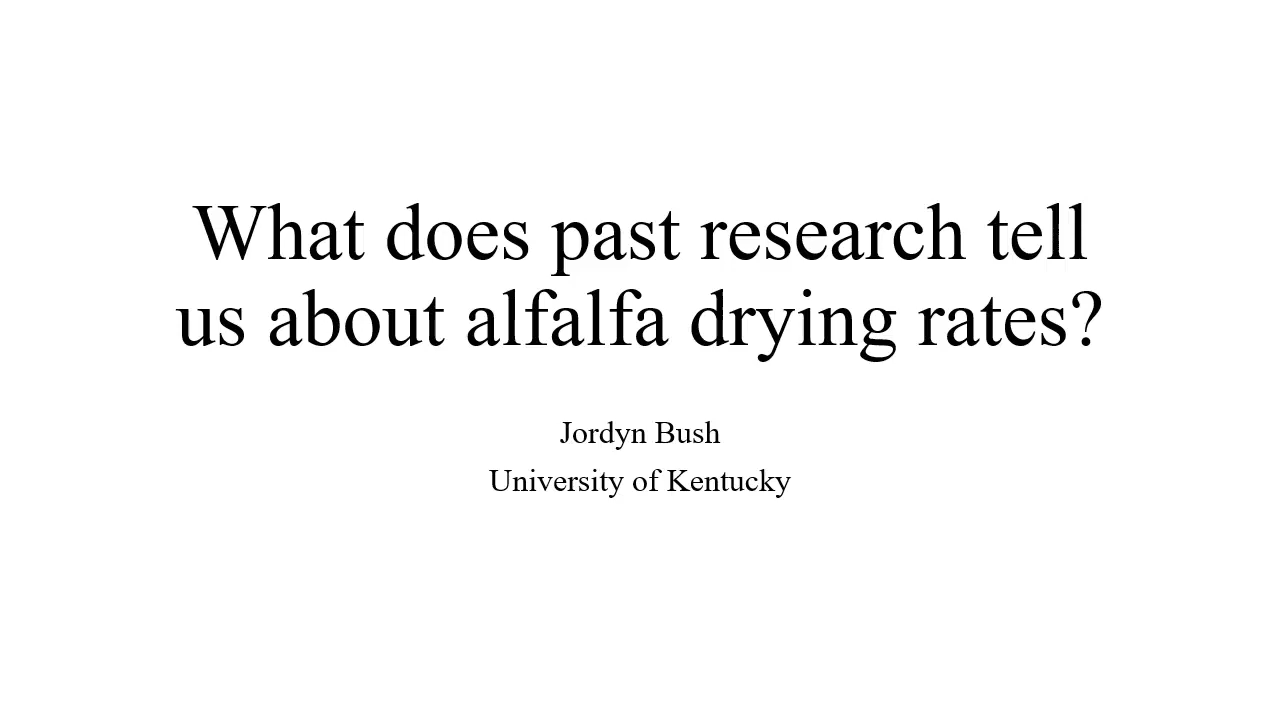 What does past research tell
us about alfalfa drying rates?
Jordyn Bush
University of Kentucky